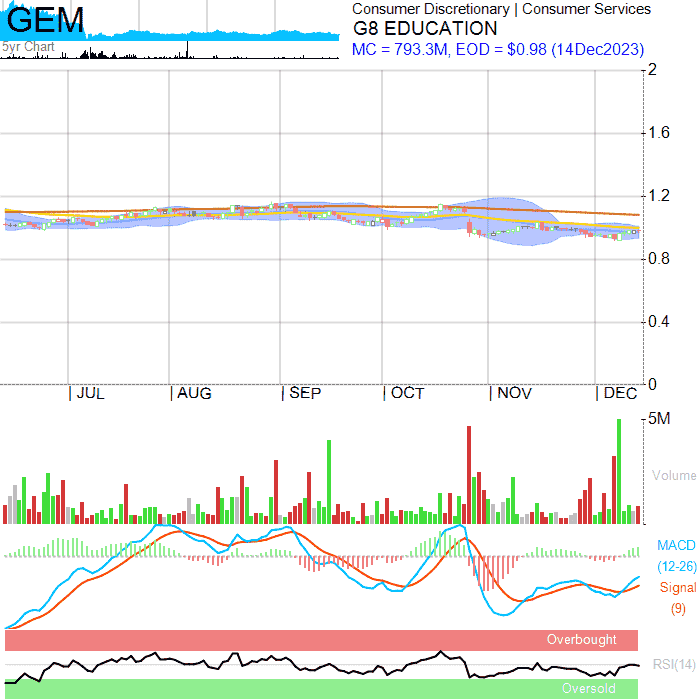 GEM
5yr Chart
Consumer Discretionary | Consumer Services
G8 EDUCATION
MC = 793.3M, EOD = $0.98 (14Dec2023)
2
1.6
1.2
0.8
0.4
0
| JUL | AUG | SEP | OCT | NOV | DEC
5M
Volume
MACD
(12-26)
Signal
(9)
Overbought
RSI(14)
Oversold